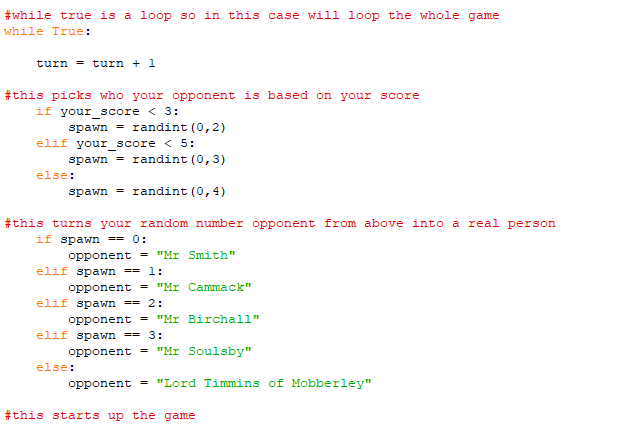 #while true is a loop so in this case will loop the whole game
while True:
turn = turn + 1
#this picks who your opponent is based on your score
if your_score < 3:
spawn = randint(0,2)
elif your_score < 5:
spawn = randint(0,3)
else:
spawn = randint(0,4)
#this turns your random number opponent from above into a real person
if spawn == 0:
opponent = "Mr Smith"
elif spawn == 1:
opponent = "Mr Cammack"
elif spawn == 2:
opponent = "Mr Birchall"
elif spawn == 3:
opponent = "Mr Soulsby"
else:
opponent = "Lord Timmins of Mobberley"
#this starts up the game